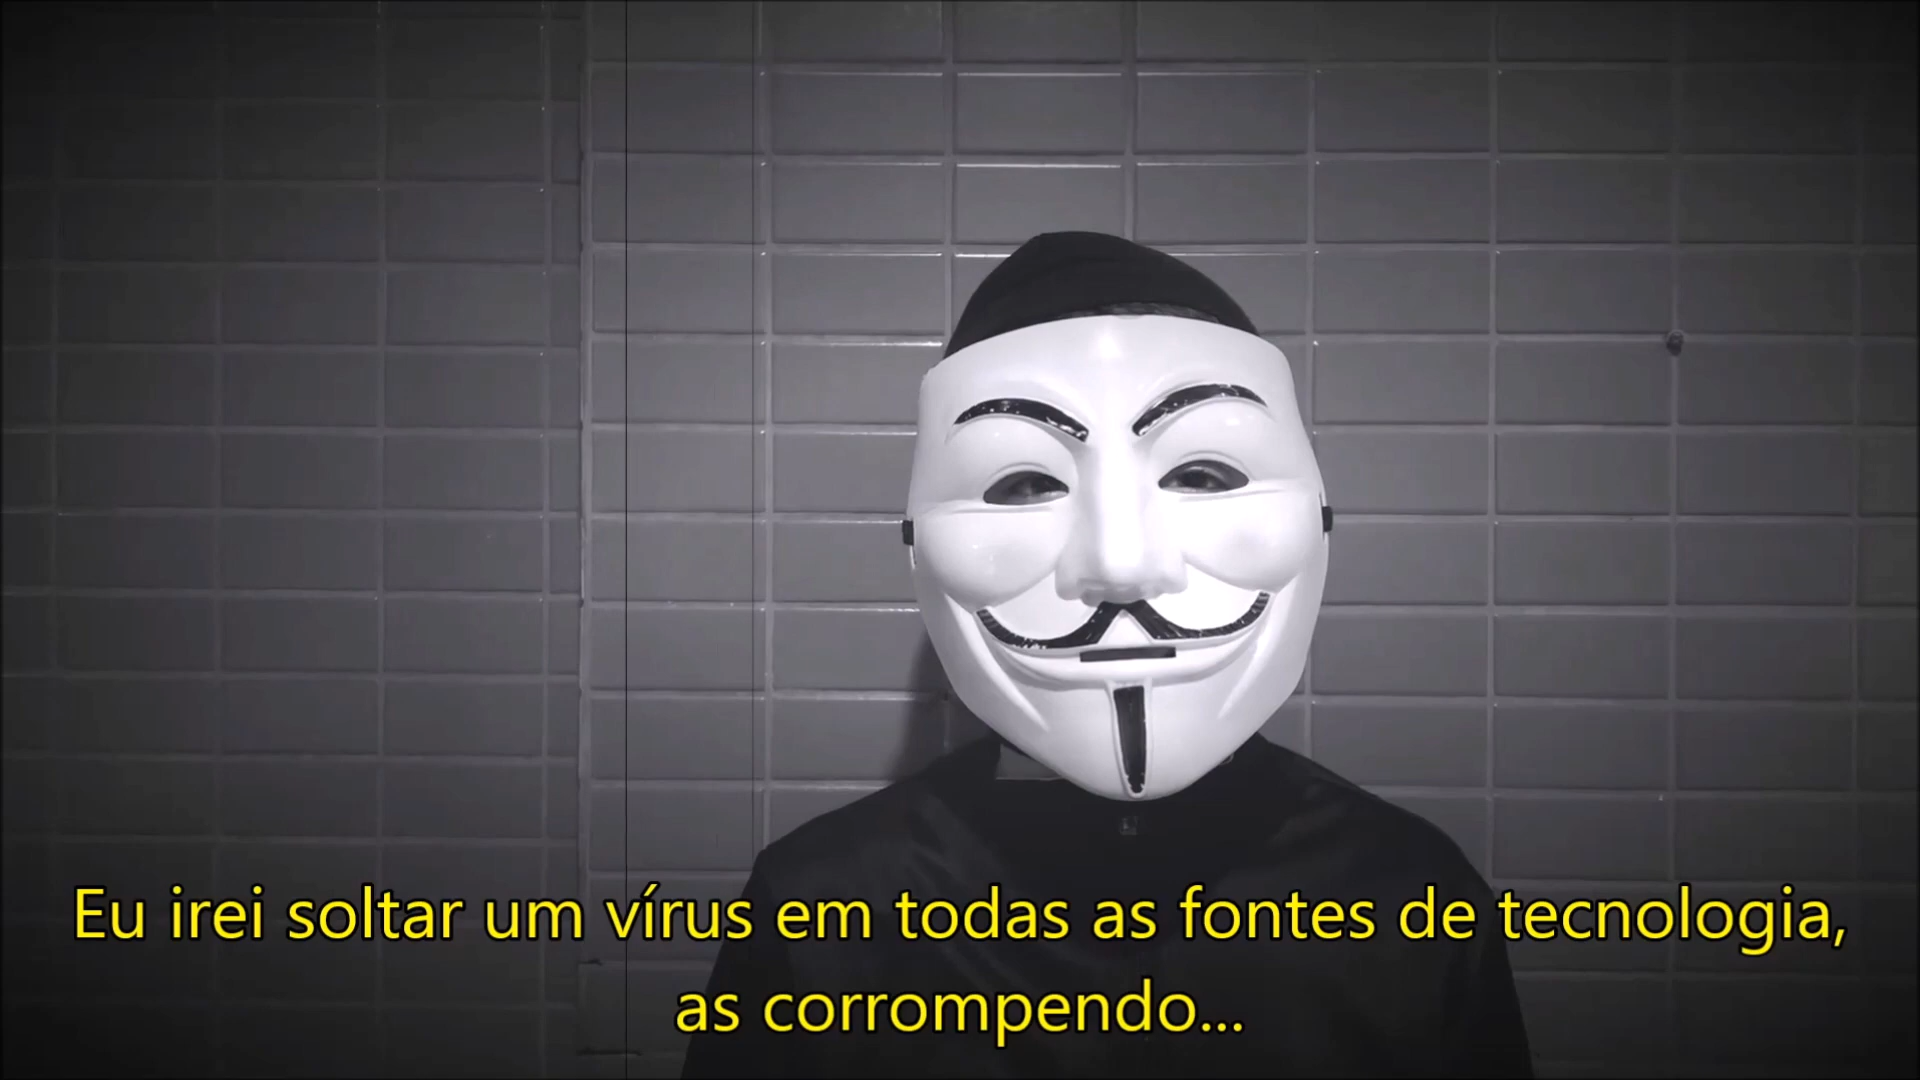 Eu irei soltar um vírus em todas as fontes de tecnologia,
as corrompendo...